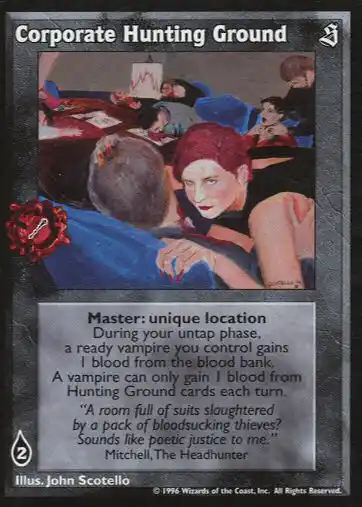 Corporate Hunting Ground
Master: unique location
During your untap phase,
a ready vampire you control gains
1 blood from the blood bank.
A vampire can only gain 1 blood from
Hunting Ground cards each turn.
“A room full of suits slaughtered
by a pack of bloodsucking thieves?
Sounds like poetic justice to me.”
Mitchell, The Headhunter
2
Illus. John Scotello
© 1996 Wizards of the Coast, Inc. All Rights Reserved.